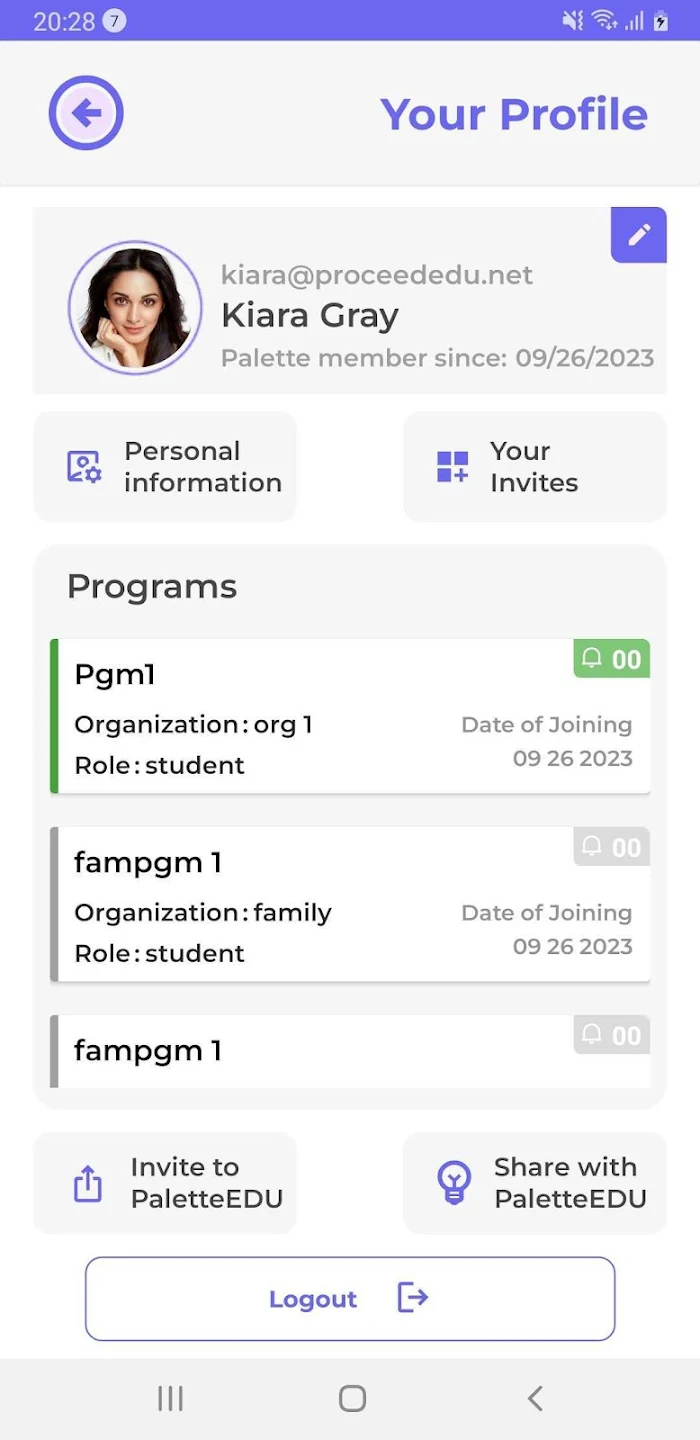 20:28 7
Your Profile
kiara@proceededu.net
Kiara Gray
Palette member since: 09/26/2023
Personal
information
Your
Invites
Programs
Pgm1
00
Organization: org 1
Role: student
Date of Joining
09 26 2023
fampgm 1
00
Organization: family
Role: student
Date of Joining
09 26 2023
fampgm 1
00
Invite to
PaletteEDU
Share with
PaletteEDU
Logout